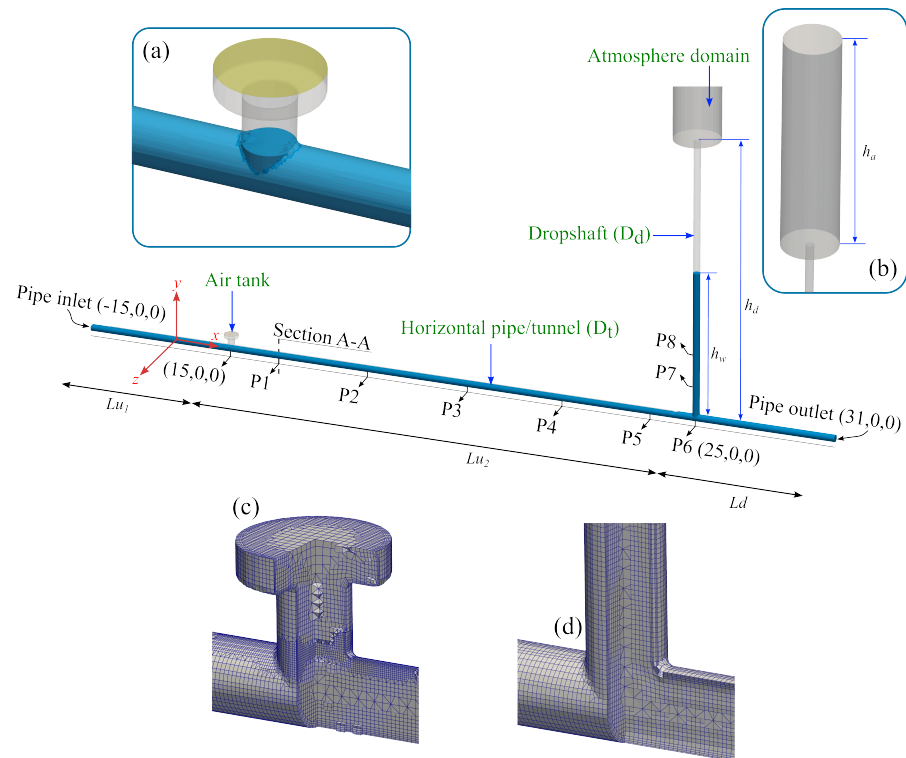 (a)
Atmosphere domain
h_a
(b)
Dropshaft (D_d)
h_d
Air tank
y
Pipe inlet (-15,0,0)
x
Section A-A
Horizontal pipe/tunnel (D_t)
P8
h_w
z
(15,0,0)
P1
P7
P2
Pipe outlet (31,0,0)
Lu_1
P3
P4
P5
P6 (25,0,0)
Lu_2
Ld
(c)
(d)